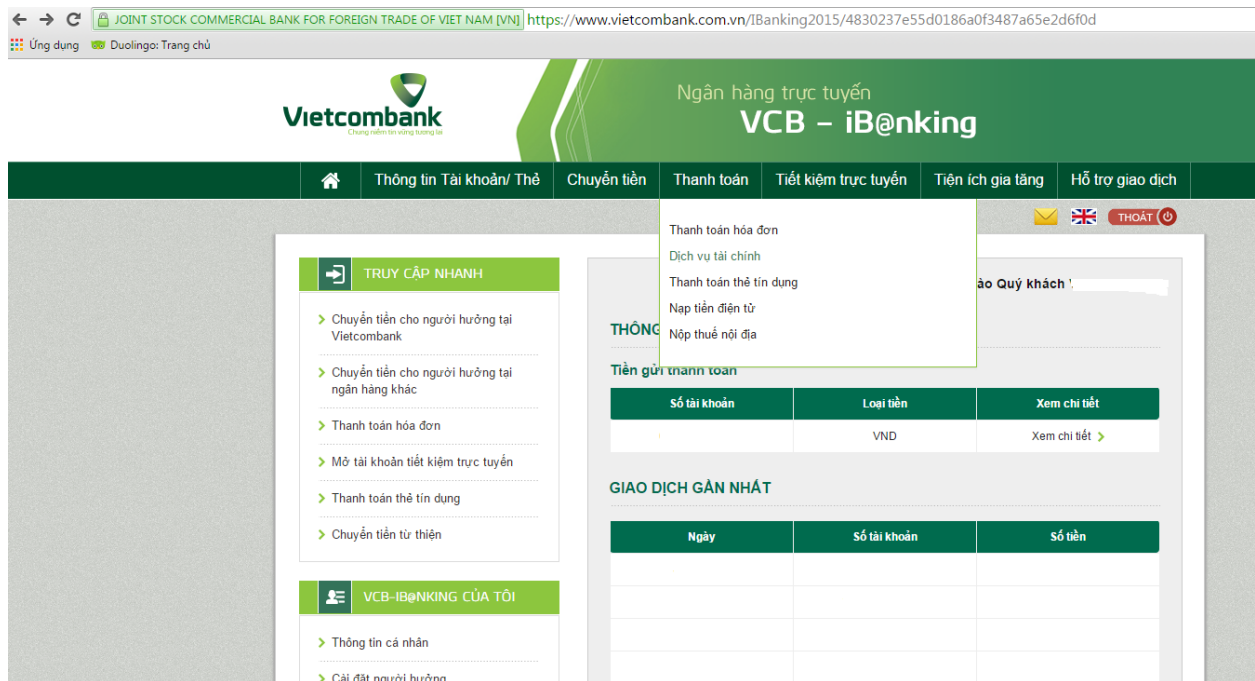 JOINT STOCK COMMERCIAL BANK FOR FOREIGN TRADE OF VIET NAM [VN] https://www.vietcombank.com.vn/IBanking2015/4830237e55d0186a0f3487a65e2d6f0d
Ứng dụng Duolingo: Trang chủ
Vietcombank
Chung niềm tin vững tương lai
Ngân hàng trực tuyến
VCB – iB@nking
Thông tin Tài khoản/ Thẻ Chuyển tiền Thanh toán Tiết kiệm trực tuyến Tiện ích gia tăng Hỗ trợ giao dịch
THOÁT
Thanh toán hóa đơn
Dịch vụ tài chính
Thanh toán thẻ tín dụng
Nạp tiền điện tử
Nộp thuế nội địa
TRUY CẬP NHANH
Chuyển tiền cho người hưởng tại
Vietcombank
Chuyển tiền cho người hưởng tại
ngân hàng khác
Thanh toán hóa đơn
Mở tài khoản tiết kiệm trực tuyến
Thanh toán thẻ tín dụng
Chuyển tiền từ thiện
VCB-IB@NKING CỦA TÔI
Thông tin cá nhân
Cài đặt người hưởng
ào Quý khách
THÔNG
Tiền gửi thanh toán
Số tài khoản Loại tiền Xem chi tiết
VND Xem chi tiết
GIAO DỊCH GẦN NHẤT
Ngày Số tài khoản Số tiền